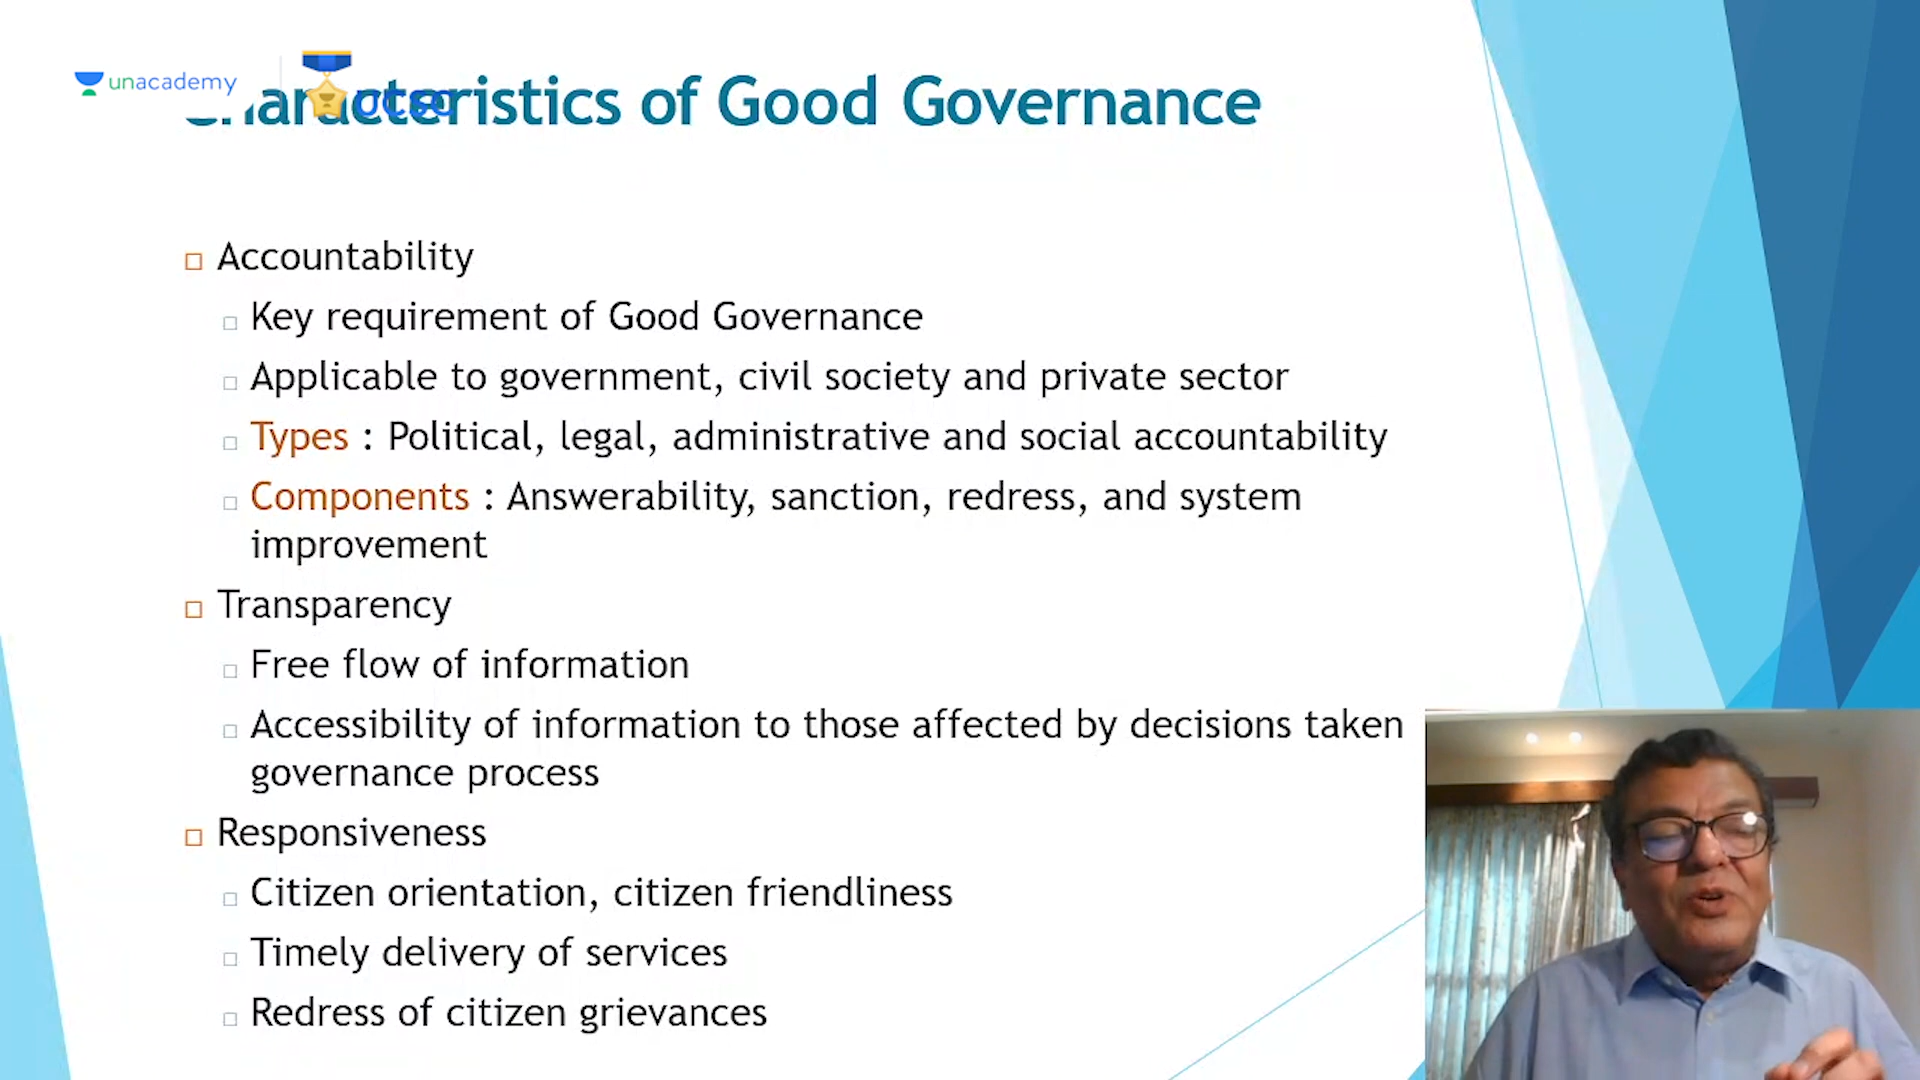 unacademy
Characteristics of Good Governance
Accountability
Key requirement of Good Governance
Applicable to government, civil society and private sector
Types : Political, legal, administrative and social accountability
Components : Answerability, sanction, redress, and system
improvement
Transparency
Free flow of information
Accessibility of information to those affected by decisions taken
governance process
Responsiveness
Citizen orientation, citizen friendliness
Timely delivery of services
Redress of citizen grievances